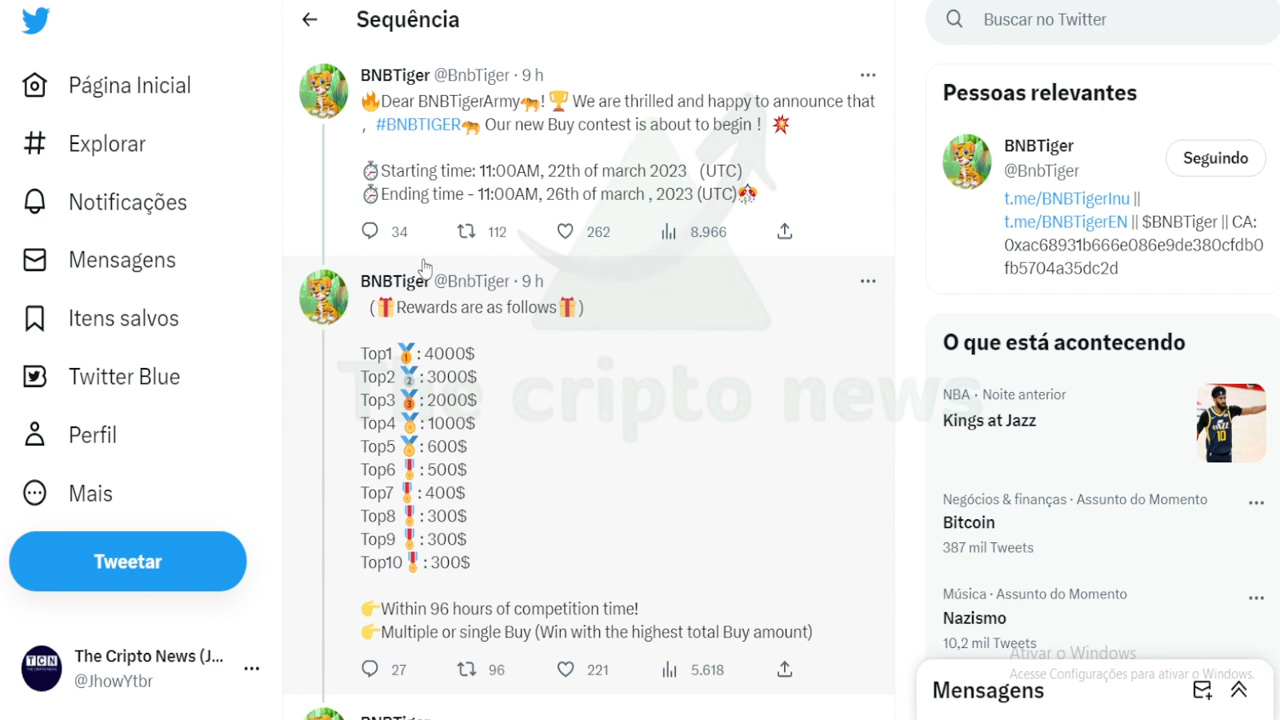 Sequência
Buscar no Twitter
Página Inicial
Explorar
Notificações
Mensagens
Itens salvos
Twitter Blue
Perfil
Mais
Tweetar
The Cripto News (J...
@JhowYtbr
TCN
BNBTiger @BnbTiger · 9 h
🔥Dear BNBTigerArmy🐅!🏆We are thrilled and happy to announce that
, #BNBTIGER🐅 Our new Buy contest is about to begin ! 💥
⏱️Starting time: 11:00AM, 22th of march 2023 (UTC)
⏱️Ending time - 11:00AM, 26th of march , 2023 (UTC)🎊
34 112 262 8.966
BNBTiger @BnbTiger · 9 h
(🎁Rewards are as follows🎁)
Top1🥇: 4000$
Top2🥈: 3000$
Top3🥉: 2000$
Top4🏅: 1000$
Top5🏅: 600$
Top6🎖️: 500$
Top7🎖️: 400$
Top8🎖️: 300$
Top9🎖️: 300$
Top10🎖️: 300$
👉Within 96 hours of competition time!
👉Multiple or single Buy (Win with the highest total Buy amount)
27 96 221 5.618
The cripto news
Pessoas relevantes
BNBTiger
@BnbTiger
Seguindo
t.me/BNBTigerInu ||
t.me/BNBTigerEN || $BNBTiger || CA:
0xac68931b666e086e9de380cfdb0
fb5704a35dc2d
O que está acontecendo
NBA · Noite anterior
Kings at Jazz
Negócios & finanças · Assunto do Momento
Bitcoin
387 mil Tweets
Música · Assunto do Momento
Nazismo
10,2 mil Tweets
Ativar o Windows
Acesse Configurações para ativar o Windows.
Mensagens